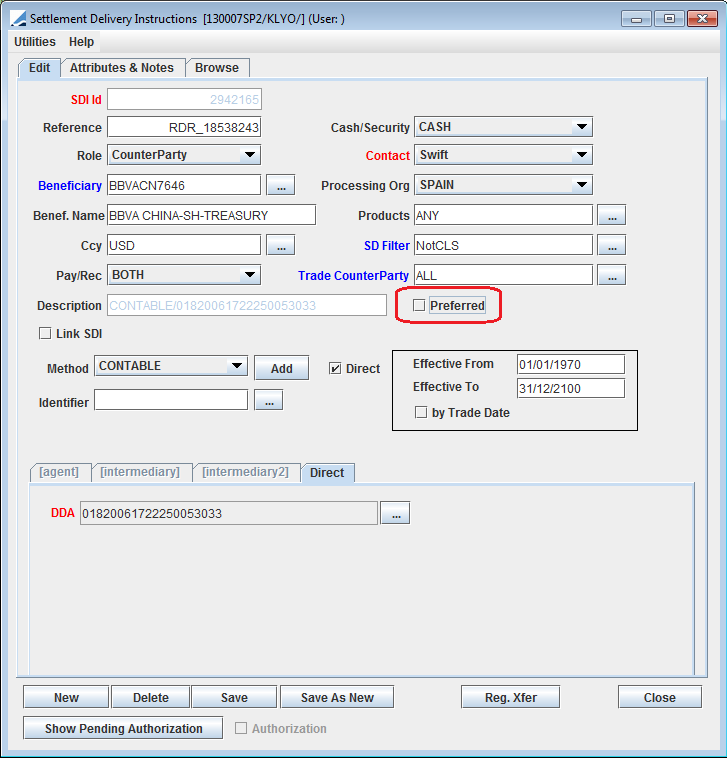 Settlement Delivery Instructions [130007SP2/KLYO/] (User: )
Utilities Help
Edit Attributes & Notes Browse
SDI Id 2942165
Reference RDR_18538243 Cash/Security CASH
Role CounterParty Contact Swift
Beneficiary BBVACN7646 ... Processing Org SPAIN
Benef. Name BBVA CHINA-SH-TREASURY Products ANY ...
Ccy USD ... SD Filter NotCLS ...
Pay/Rec BOTH Trade CounterParty ALL ...
Description CONTABLE/01820061722250053033 Preferred
Link SDI
Method CONTABLE Add Direct Effective From 01/01/1970
Effective To 31/12/2100
Identifier ... by Trade Date
[agent] [intermediary] [intermediary2] Direct
DDA 01820061722250053033 ...
New Delete Save Save As New Reg. Xfer Close
Show Pending Authorization Authorization